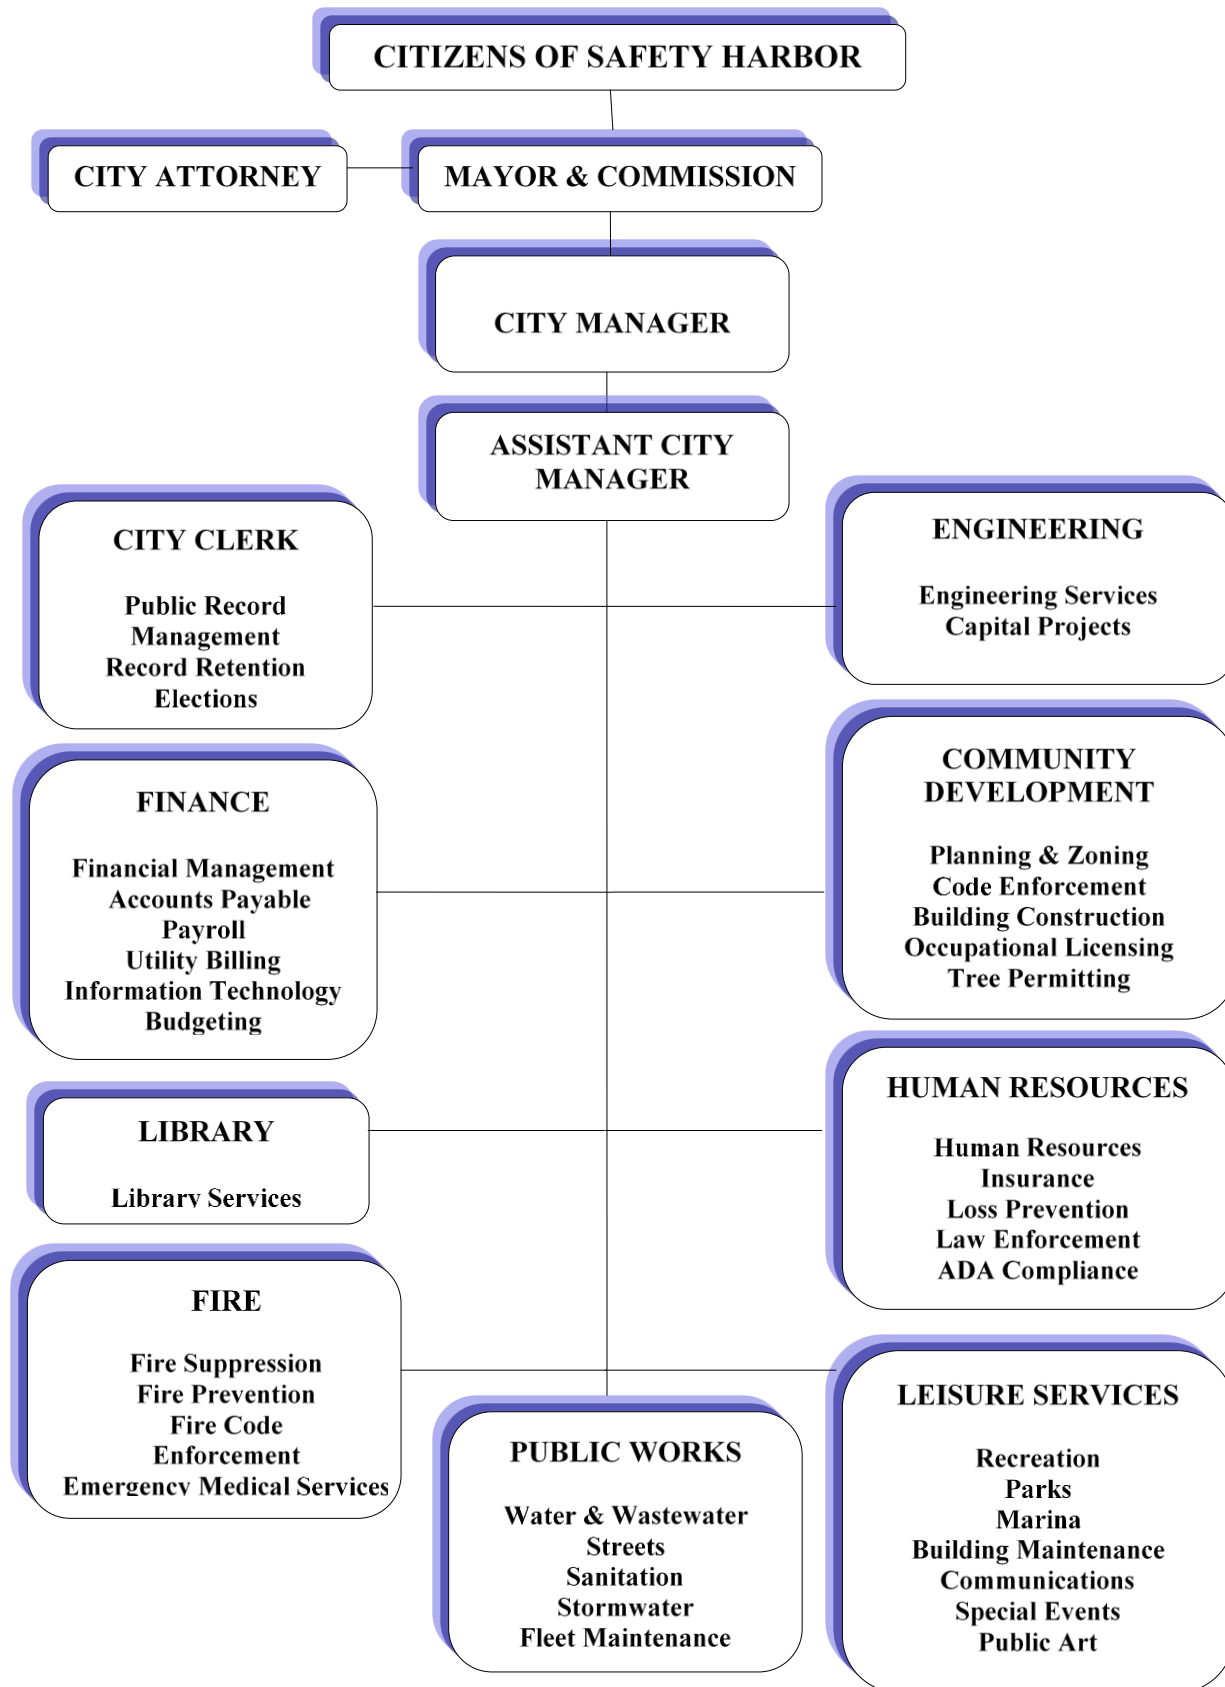 CITIZENS OF SAFETY HARBOR
CITY ATTORNEY
MAYOR & COMMISSION
CITY MANAGER
ASSISTANT CITY
MANAGER
CITY CLERK
Public Record
Management
Record Retention
Elections
ENGINEERING
Engineering Services
Capital Projects
FINANCE
Financial Management
Accounts Payable
Payroll
Utility Billing
Information Technology
Budgeting
COMMUNITY
DEVELOPMENT
Planning & Zoning
Code Enforcement
Building Construction
Occupational Licensing
Tree Permitting
LIBRARY
Library Services
HUMAN RESOURCES
Human Resources
Insurance
Loss Prevention
Law Enforcement
ADA Compliance
FIRE
Fire Suppression
Fire Prevention
Fire Code
Enforcement
Emergency Medical Services
PUBLIC WORKS
Water & Wastewater
Streets
Sanitation
Stormwater
Fleet Maintenance
LEISURE SERVICES
Recreation
Parks
Marina
Building Maintenance
Communications
Special Events
Public Art